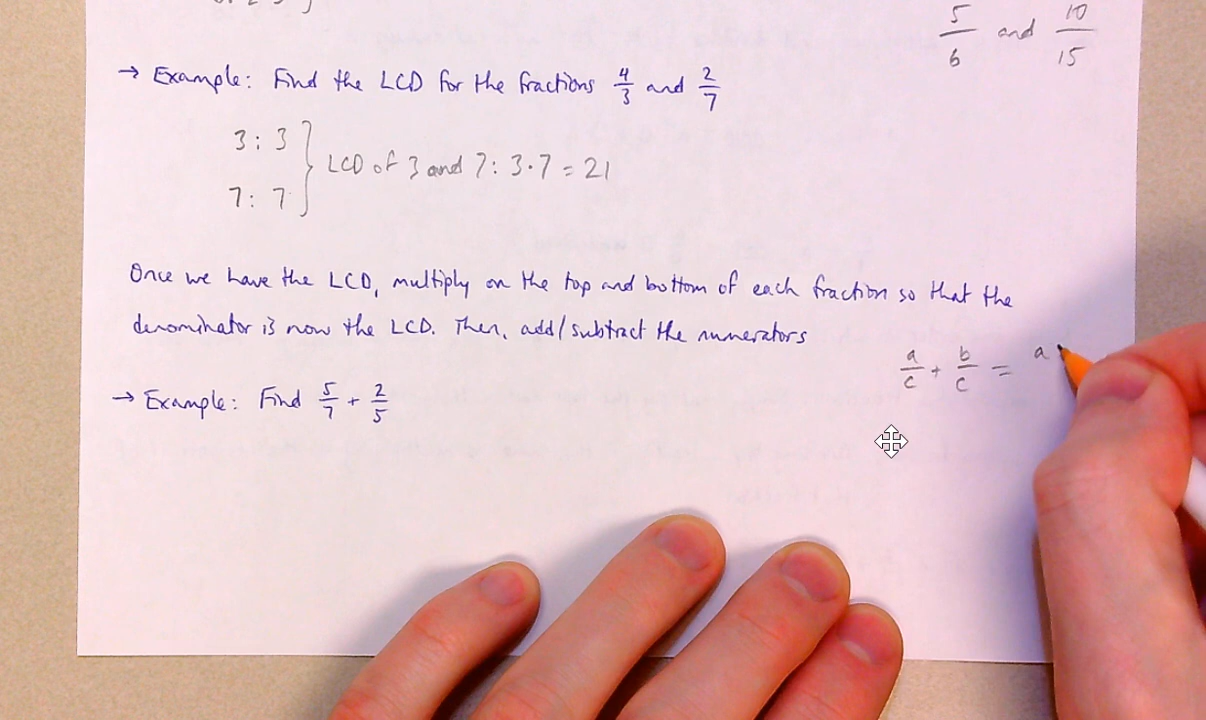 5/6 and 10/15
→ Example: Find the LCD for the fractions 4/3 and 2/7
3: 3
7: 7
} LCD of 3 and 7: 3·7 = 21
Once we have the LCD, multiply on the top and bottom of each fraction so that the
denominator is now the LCD. Then, add/subtract the numerators
a/c + b/c = a
→ Example: Find 5/7 + 2/5